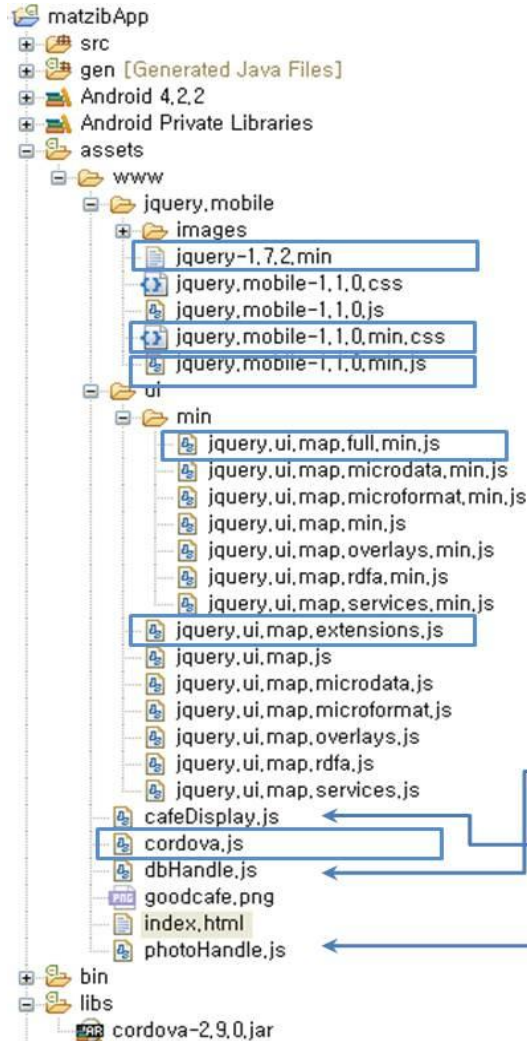 matzibApp
src
gen [Generated Java Files]
Android 4.2.2
Android Private Libraries
assets
www
jquery.mobile
images
jquery-1.7.2.min
jquery.mobile-1.1.0.css
jquery.mobile-1.1.0.js
jquery.mobile-1.1.0.min.css
jquery.mobile-1.1.0.min.js
ui
min
jquery.ui.map.full.min.js
jquery.ui.map.microdata.min.js
jquery.ui.map.microformat.min.js
jquery.ui.map.min.js
jquery.ui.map.overlays.min.js
jquery.ui.map.rdfa.min.js
jquery.ui.map.services.min.js
jquery.ui.map.extensions.js
jquery.ui.map.js
jquery.ui.map.microdata.js
jquery.ui.map.microformat.js
jquery.ui.map.overlays.js
jquery.ui.map.rdfa.js
jquery.ui.map.services.js
cafeDisplay.js
cordova.js
dbHandle.js
goodcafe.png
index.html
photoHandle.js
bin
libs
cordova-2.9.0.jar